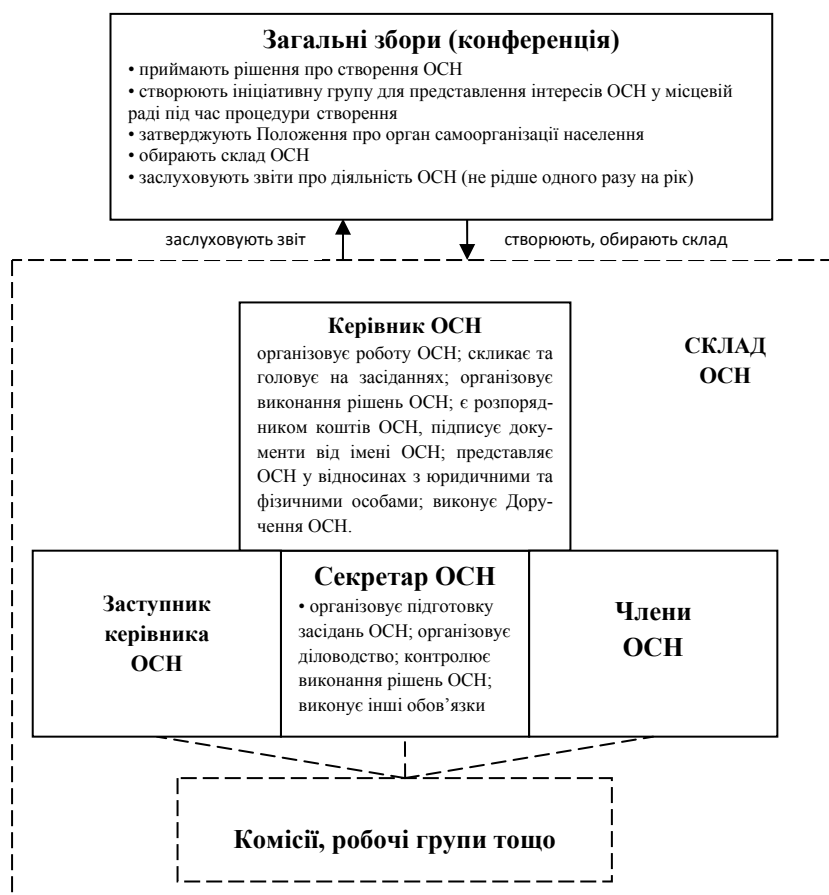 Загальні збори (конференція)
• приймають рішення про створення ОСН
• створюють ініціативну групу для представлення інтересів ОСН у місцевій
раді під час процедури створення
• затверджують Положення про орган самоорганізації населення
• обирають склад ОСН
• заслуховують звіти про діяльність ОСН (не рідше одного разу на рік)
заслуховують звіт
створюють, обирають склад
Керівник ОСН
організовує роботу ОСН; скликає та
головує на засіданнях; організовує
виконання рішень ОСН; є розпоряд-
ником коштів ОСН, підписує доку-
менти від імені ОСН; представляє
ОСН у відносинах з юридичними та
фізичними особами; виконує Дору-
чення ОСН.
СКЛАД
ОСН
Заступник
керівника
ОСН
Секретар ОСН
• організовує підготовку
засідань ОСН; організовує
діловодство; контролює
виконання рішень ОСН;
виконує інші обов’язки
Члени
ОСН
Комісії, робочі групи тощо